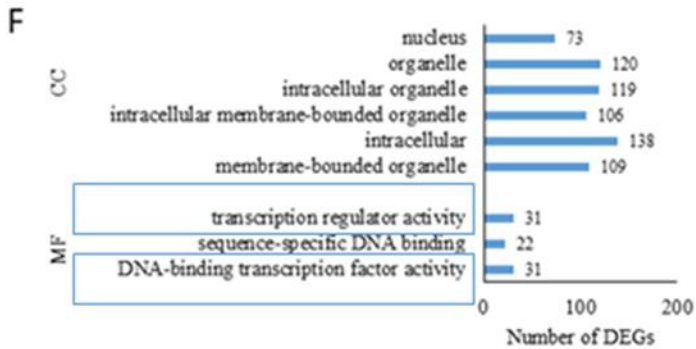 F
CC
nucleus 73
organelle 120
intracellular organelle 119
intracellular membrane-bounded organelle 106
intracellular 138
membrane-bounded organelle 109
MF
transcription regulator activity 31
sequence-specific DNA binding 22
DNA-binding transcription factor activity 31
0 100 200
Number of DEGs